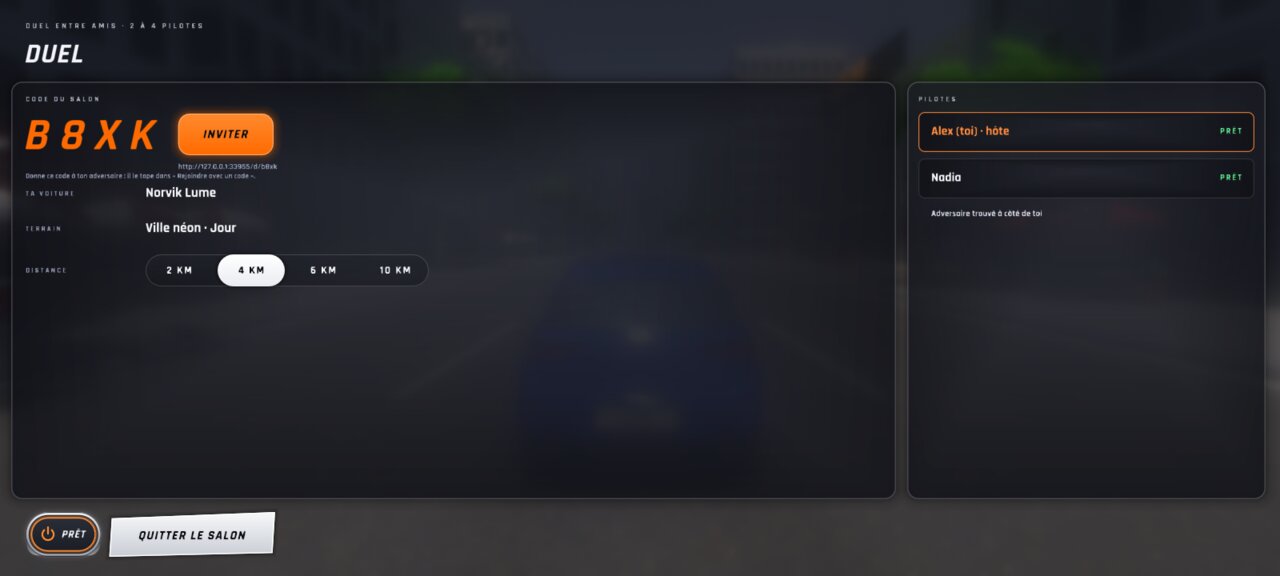 DUEL ENTRE AMIS · 2 À 4 PILOTES
DUEL
CODE DU SALON
B8XK
INVITER
http://127.0.0.1:33955/d/b8xk
Donne ce code à ton adversaire : il le tape dans « Rejoindre avec un code ».
TA VOITURE
Norvik Lume
TERRAIN
Ville néon · Jour
DISTANCE
2 KM
4 KM
6 KM
10 KM
PILOTES
Alex (toi) · hôte
PRÊT
Nadia
PRÊT
Adversaire trouvé à côté de toi
PRÊT
QUITTER LE SALON